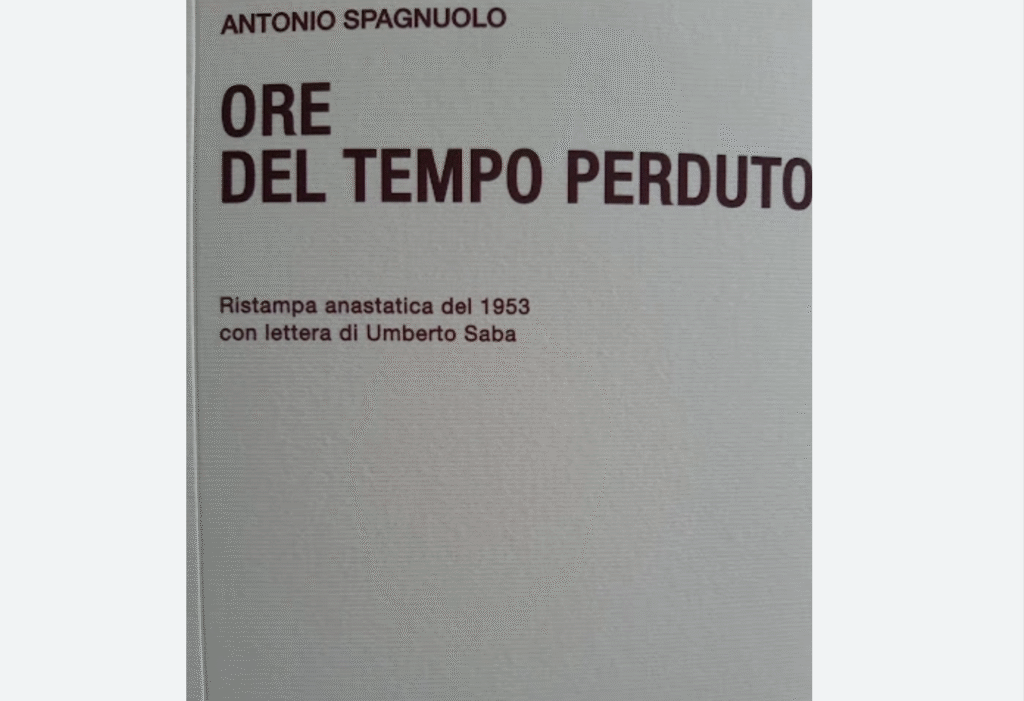 ANTONIO SPAGNUOLO
ORE
DEL TEMPO PERDUTO
Ristampa anastatica del 1953
con lettera di Umberto Saba